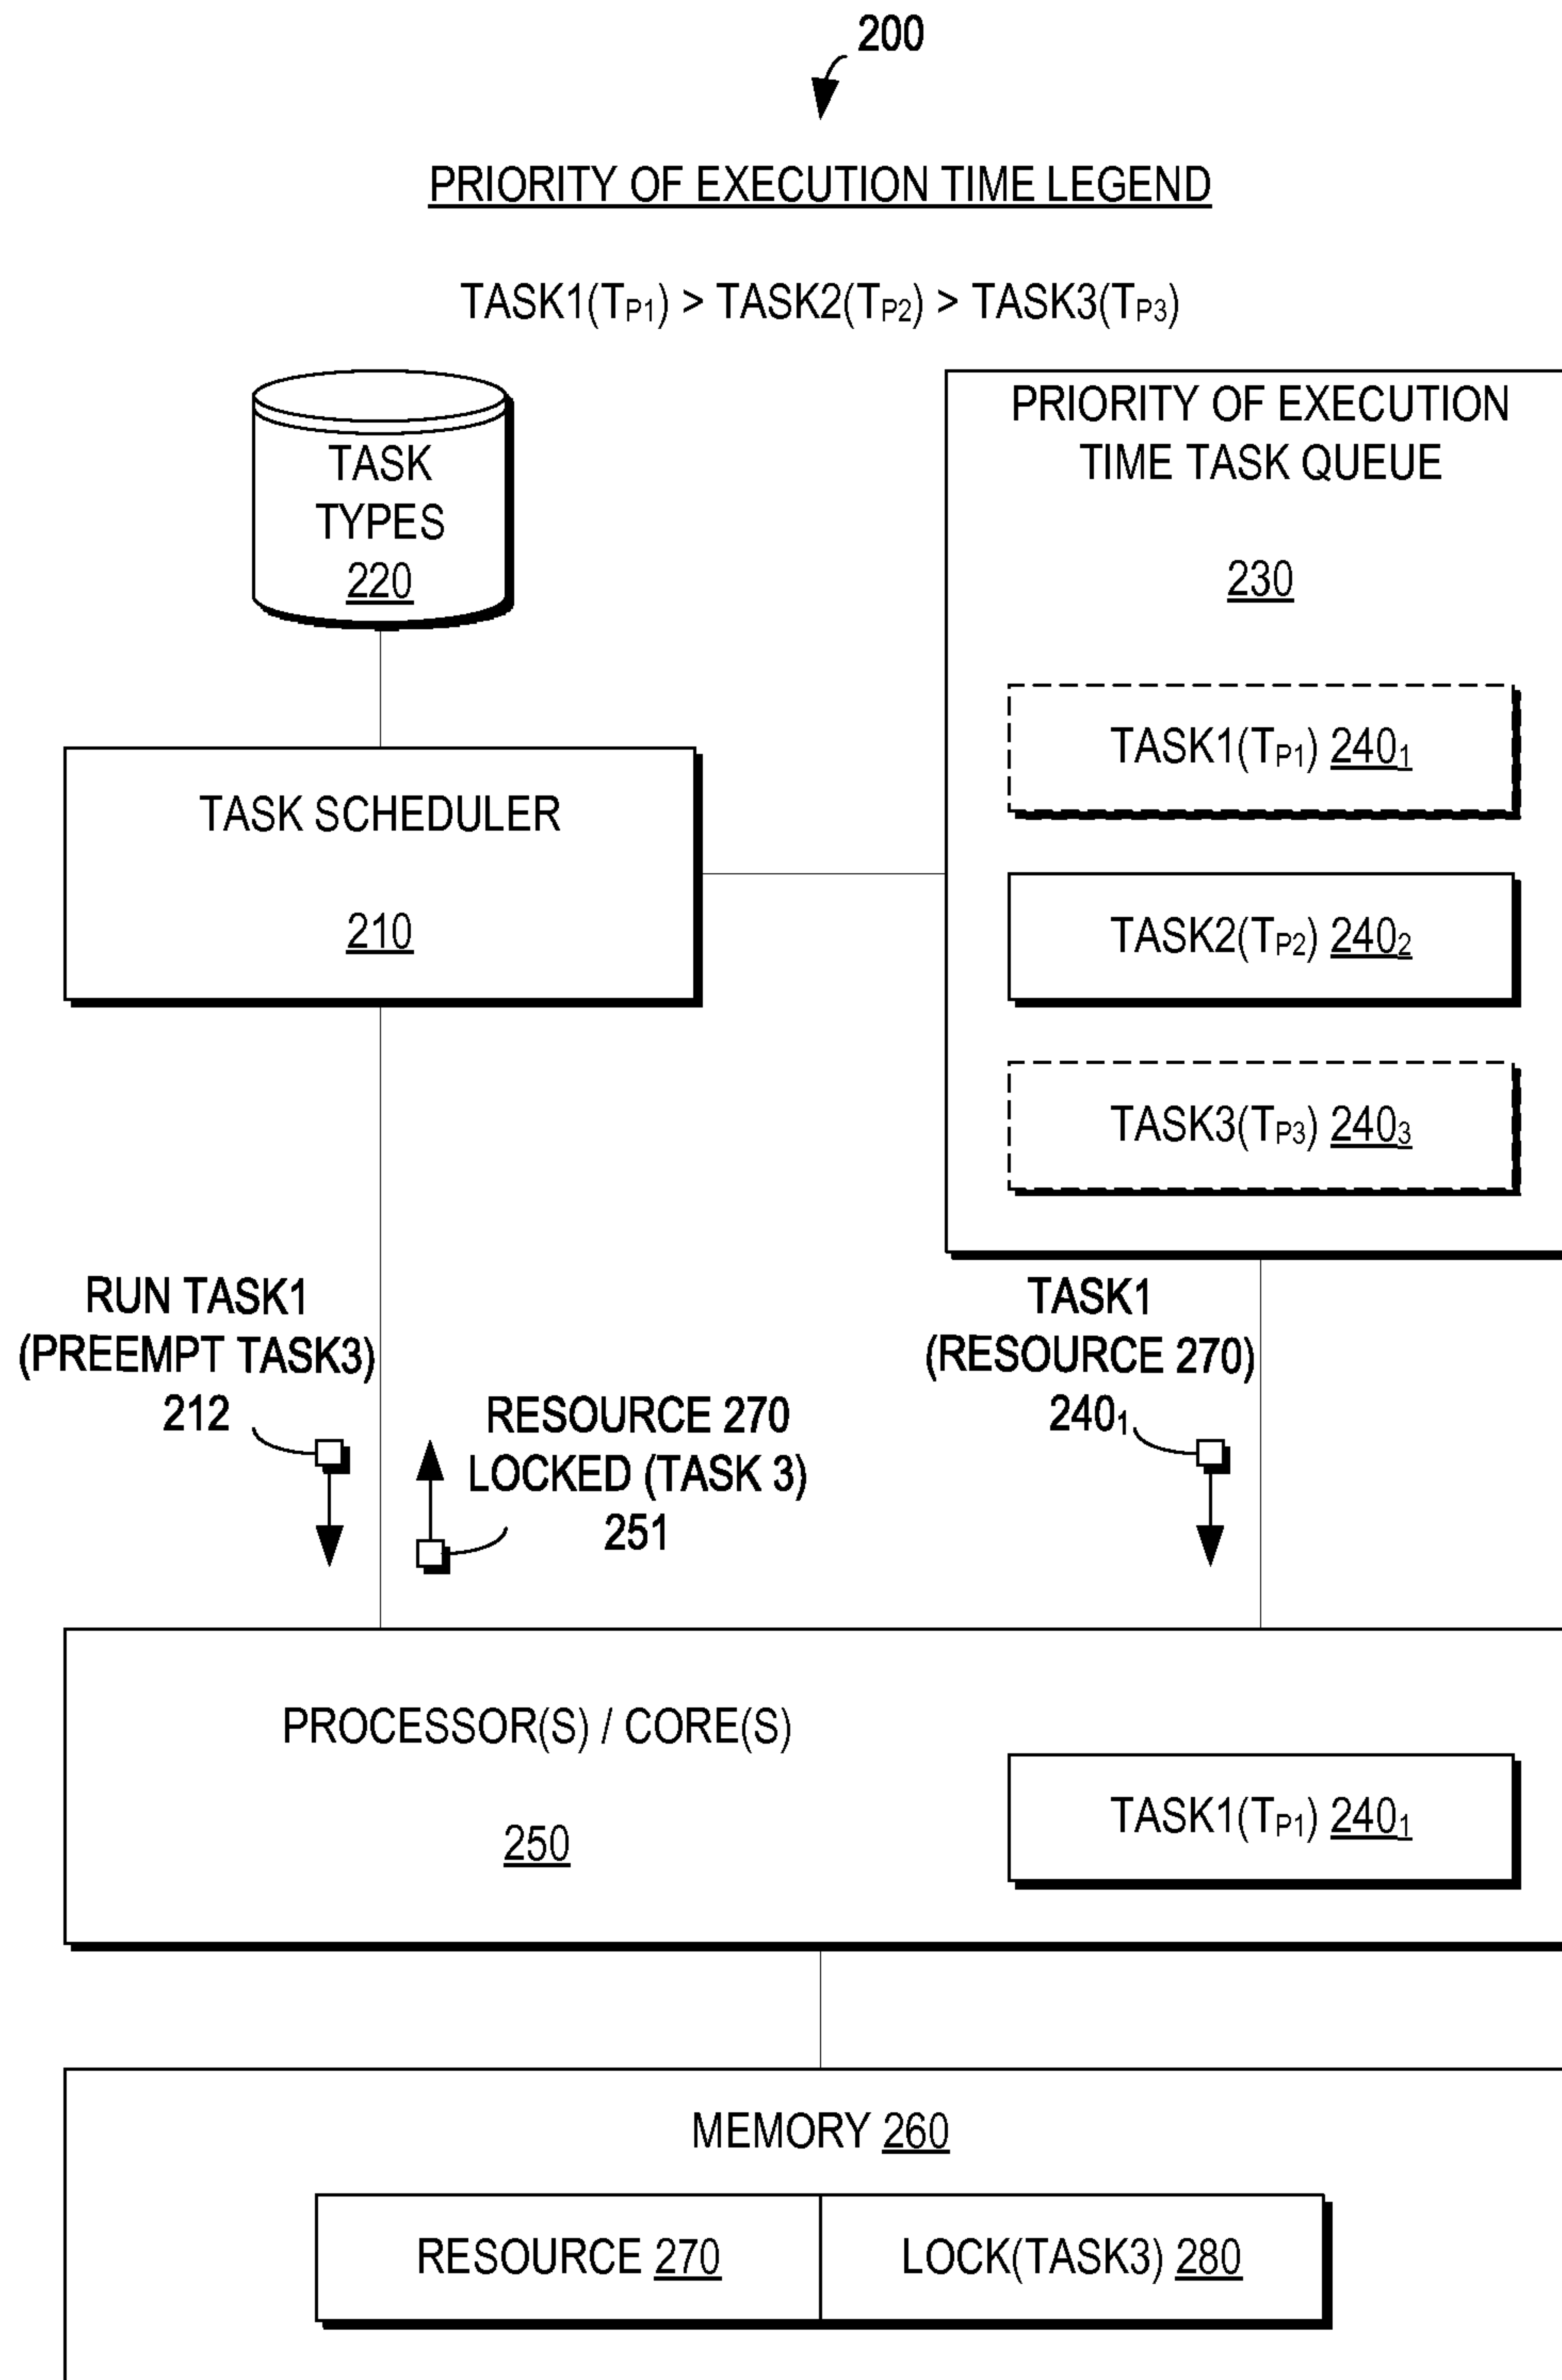 200
PRIORITY OF EXECUTION TIME LEGEND
TASK1(TP1) > TASK2(TP2) > TASK3(TP3)
TASK
TYPES
220
PRIORITY OF EXECUTION
TIME TASK QUEUE
230
TASK1(TP1) 2401
TASK SCHEDULER
210
TASK2(TP2) 2402
TASK3(TP3) 2403
RUN TASK1
(PREEMPT TASK3)
212
RESOURCE 270
LOCKED (TASK 3)
251
TASK1
(RESOURCE 270)
2401
PROCESSOR(S) / CORE(S)
250
TASK1(TP1) 2401
MEMORY 260
RESOURCE 270
LOCK(TASK3) 280